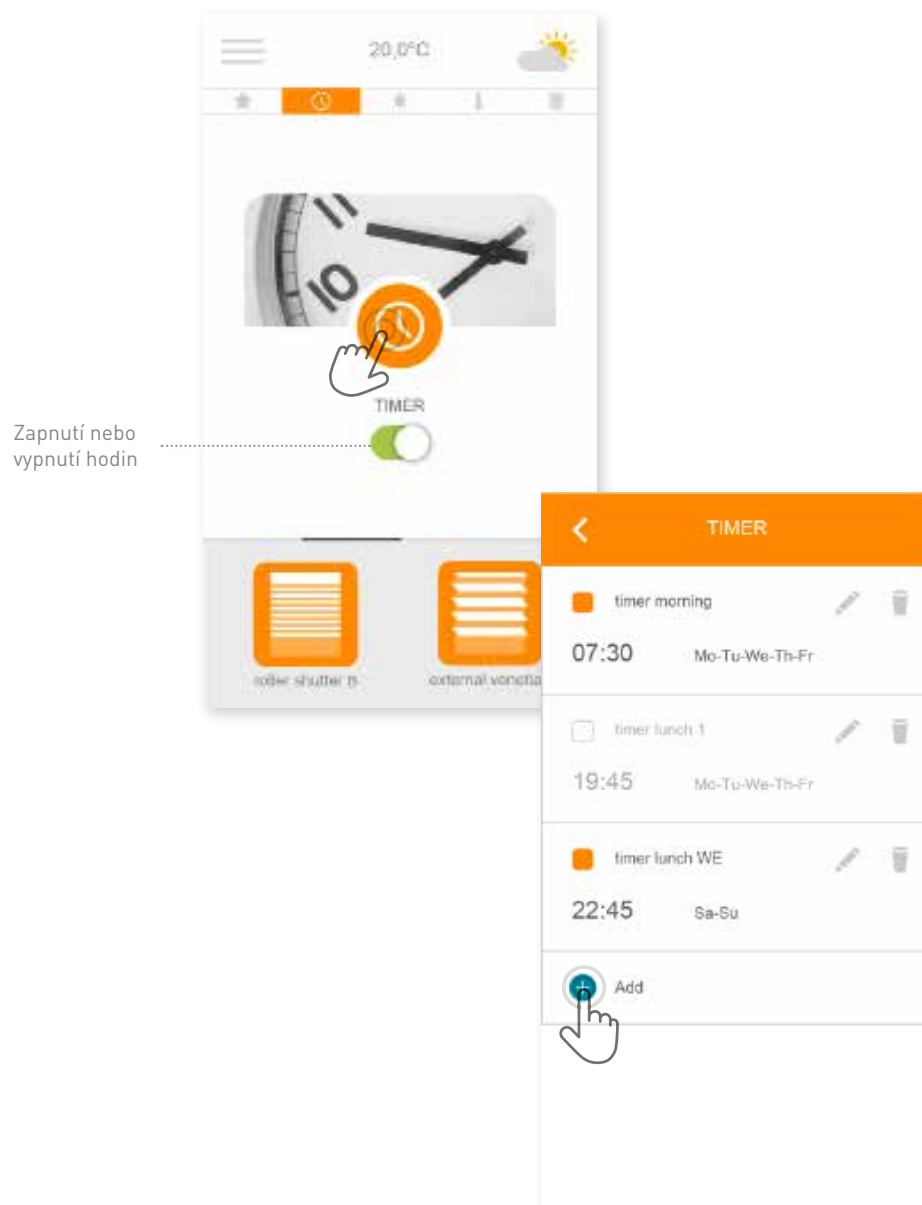 20,0°C
11
10
TIMER
Zapnutí nebo
vypnutí hodin
roller shutter
external venetia
TIMER
timer morning
07:30 Mo-Tu-We-Th-Fr
timer lunch 1
19:45 Mo-Tu-We-Th-Fr
timer lunch WE
22:45 Sa-Su
Add